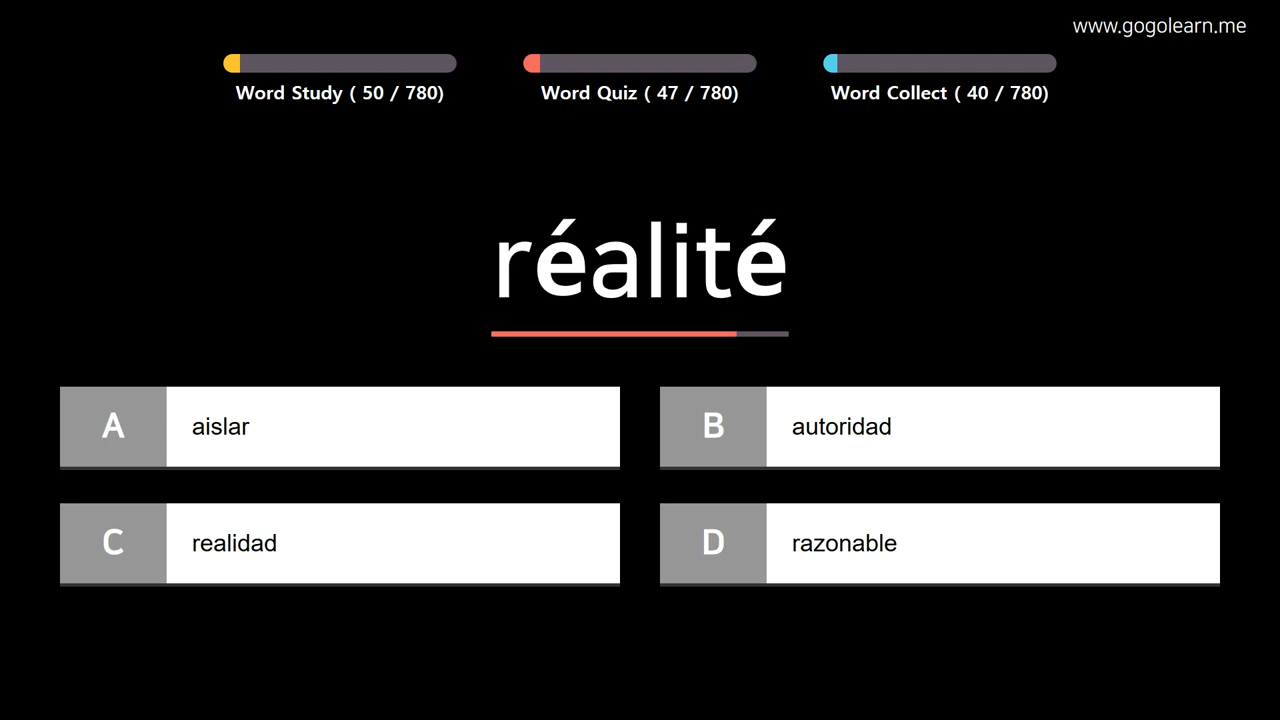 www.gogolearn.me
Word Study ( 50 / 780)
Word Quiz ( 47 / 780)
Word Collect ( 40 / 780)
réalité
A aislar
B autoridad
C realidad
D razonable